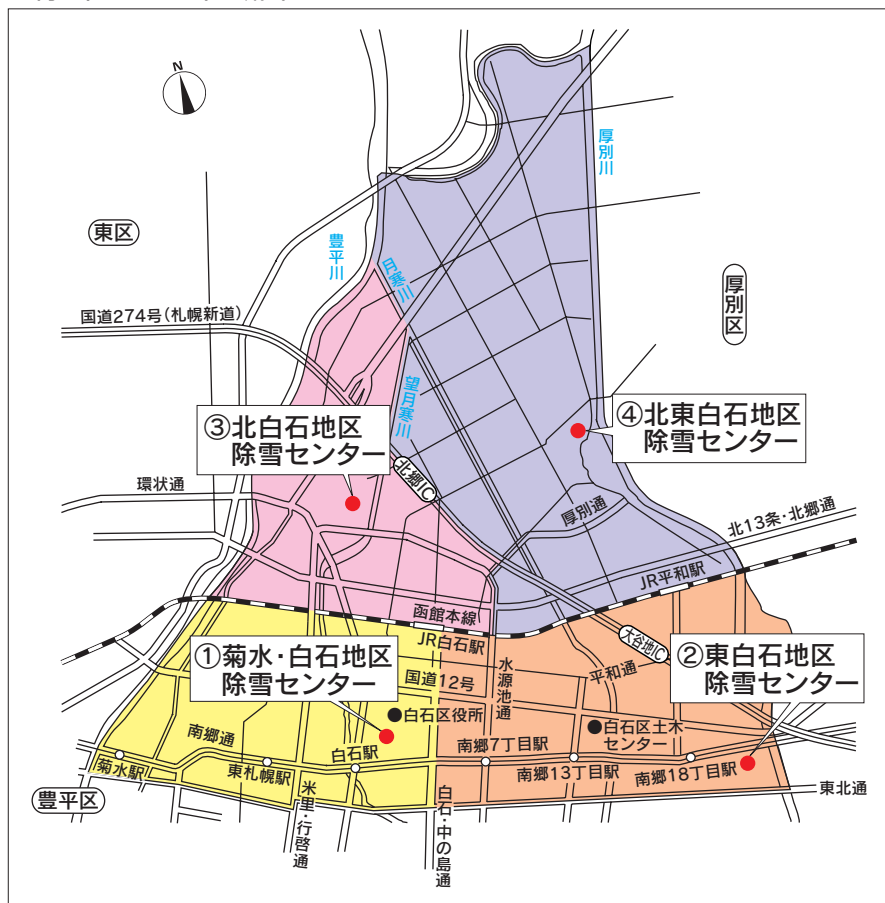 N
厚別川
東区
豊平川
月寒川
厚別区
国道274号(札幌新道)
望月寒川
③北白石地区
除雪センター
④北東白石地区
除雪センター
北郷IC
環状通
厚別通
北13条・北郷通
JR平和駅
函館本線
JR白石駅
大谷地IC
①菊水・白石地区
除雪センター
水源池通
平和通
②東白石地区
除雪センター
国道12号
白石区役所
白石区土木
センター
南郷通
白石駅
南郷7丁目駅
菊水駅
東札幌駅
南郷13丁目駅
南郷18丁目駅
東北通
豊平区
米里・行啓通
白石・中の島通